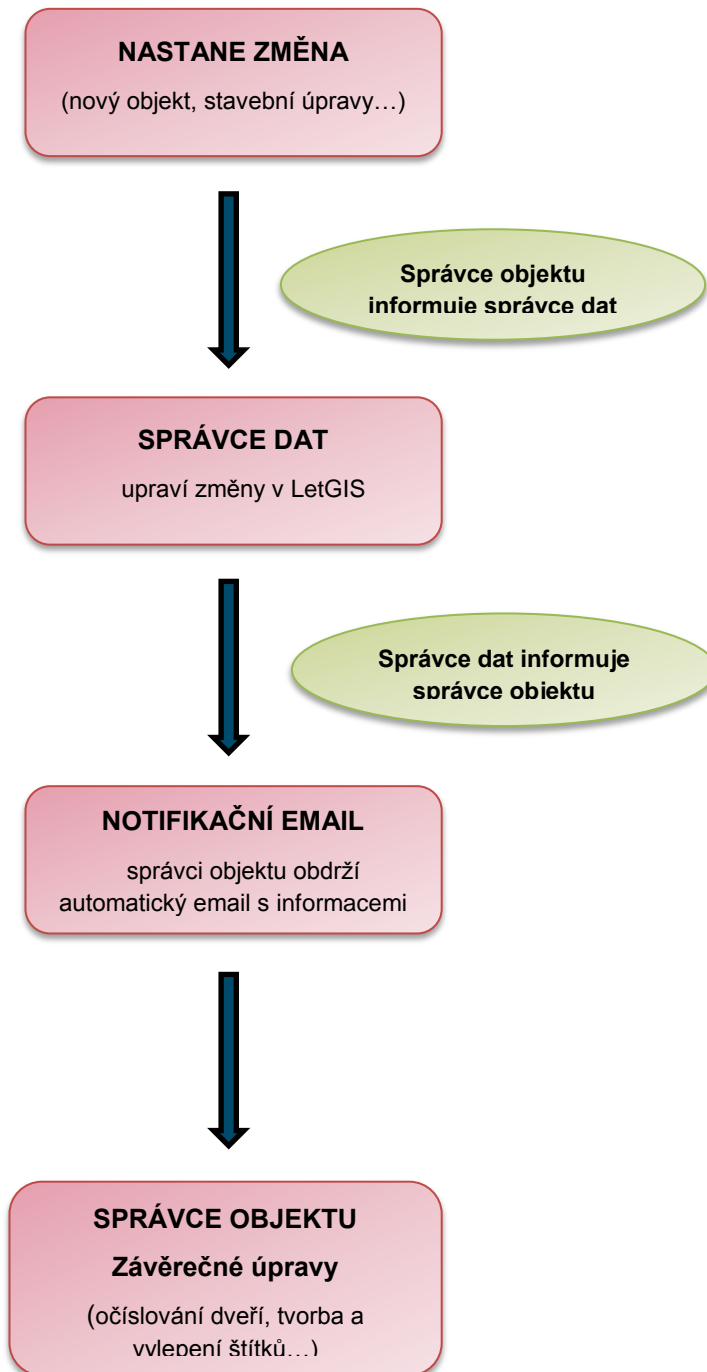 NASTANE ZMĚNA
(nový objekt, stavební úpravy…)
Správce objektu
informuje správce dat
SPRÁVCE DAT
upraví změny v LetGIS
Správce dat informuje
správce objektu
NOTIFIKAČNÍ EMAIL
správci objektu obdrží
automatický email s informacemi
SPRÁVCE OBJEKTU
Závěrečné úpravy
(očíslování dveří, tvorba a
vylepení štítků…)